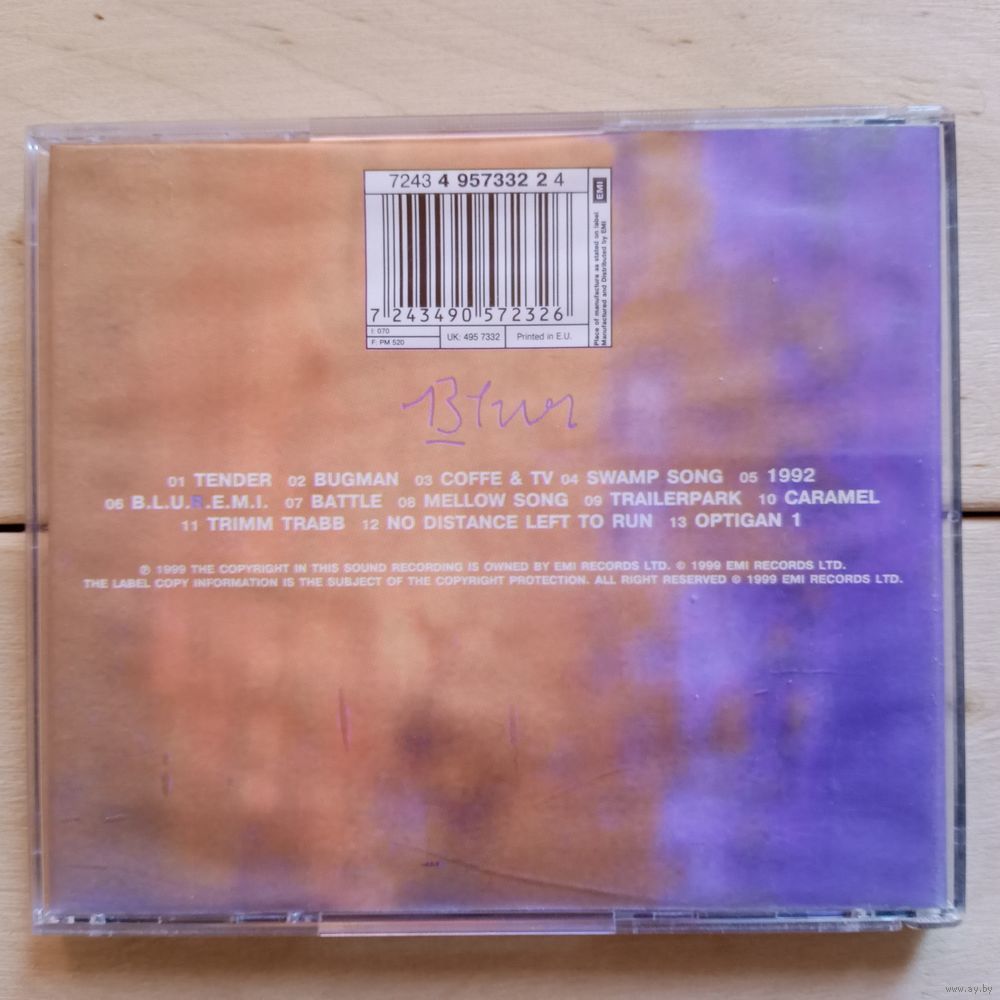 7243 4 957332 2 4
EMI
Place of manufacture as stated on label.
Manufactured and Distributed by EMI
7 243490 572326
I: 070
F: PM 520
UK: 495 7332
Printed in E.U.
Blur
01 TENDER 02 BUGMAN 03 COFFE & TV 04 SWAMP SONG 05 1992
06 B.L.U.R.E.M.I. 07 BATTLE 08 MELLOW SONG 09 TRAILERPARK 10 CARAMEL
11 TRIMM TRABB 12 NO DISTANCE LEFT TO RUN 13 OPTIGAN 1
℗ 1999 THE COPYRIGHT IN THIS SOUND RECORDING IS OWNED BY EMI RECORDS LTD. © 1999 EMI RECORDS LTD.
THE LABEL COPY INFORMATION IS THE SUBJECT OF THE COPYRIGHT PROTECTION. ALL RIGHT RESERVED © 1999 EMI RECORDS LTD.
www.ay.by